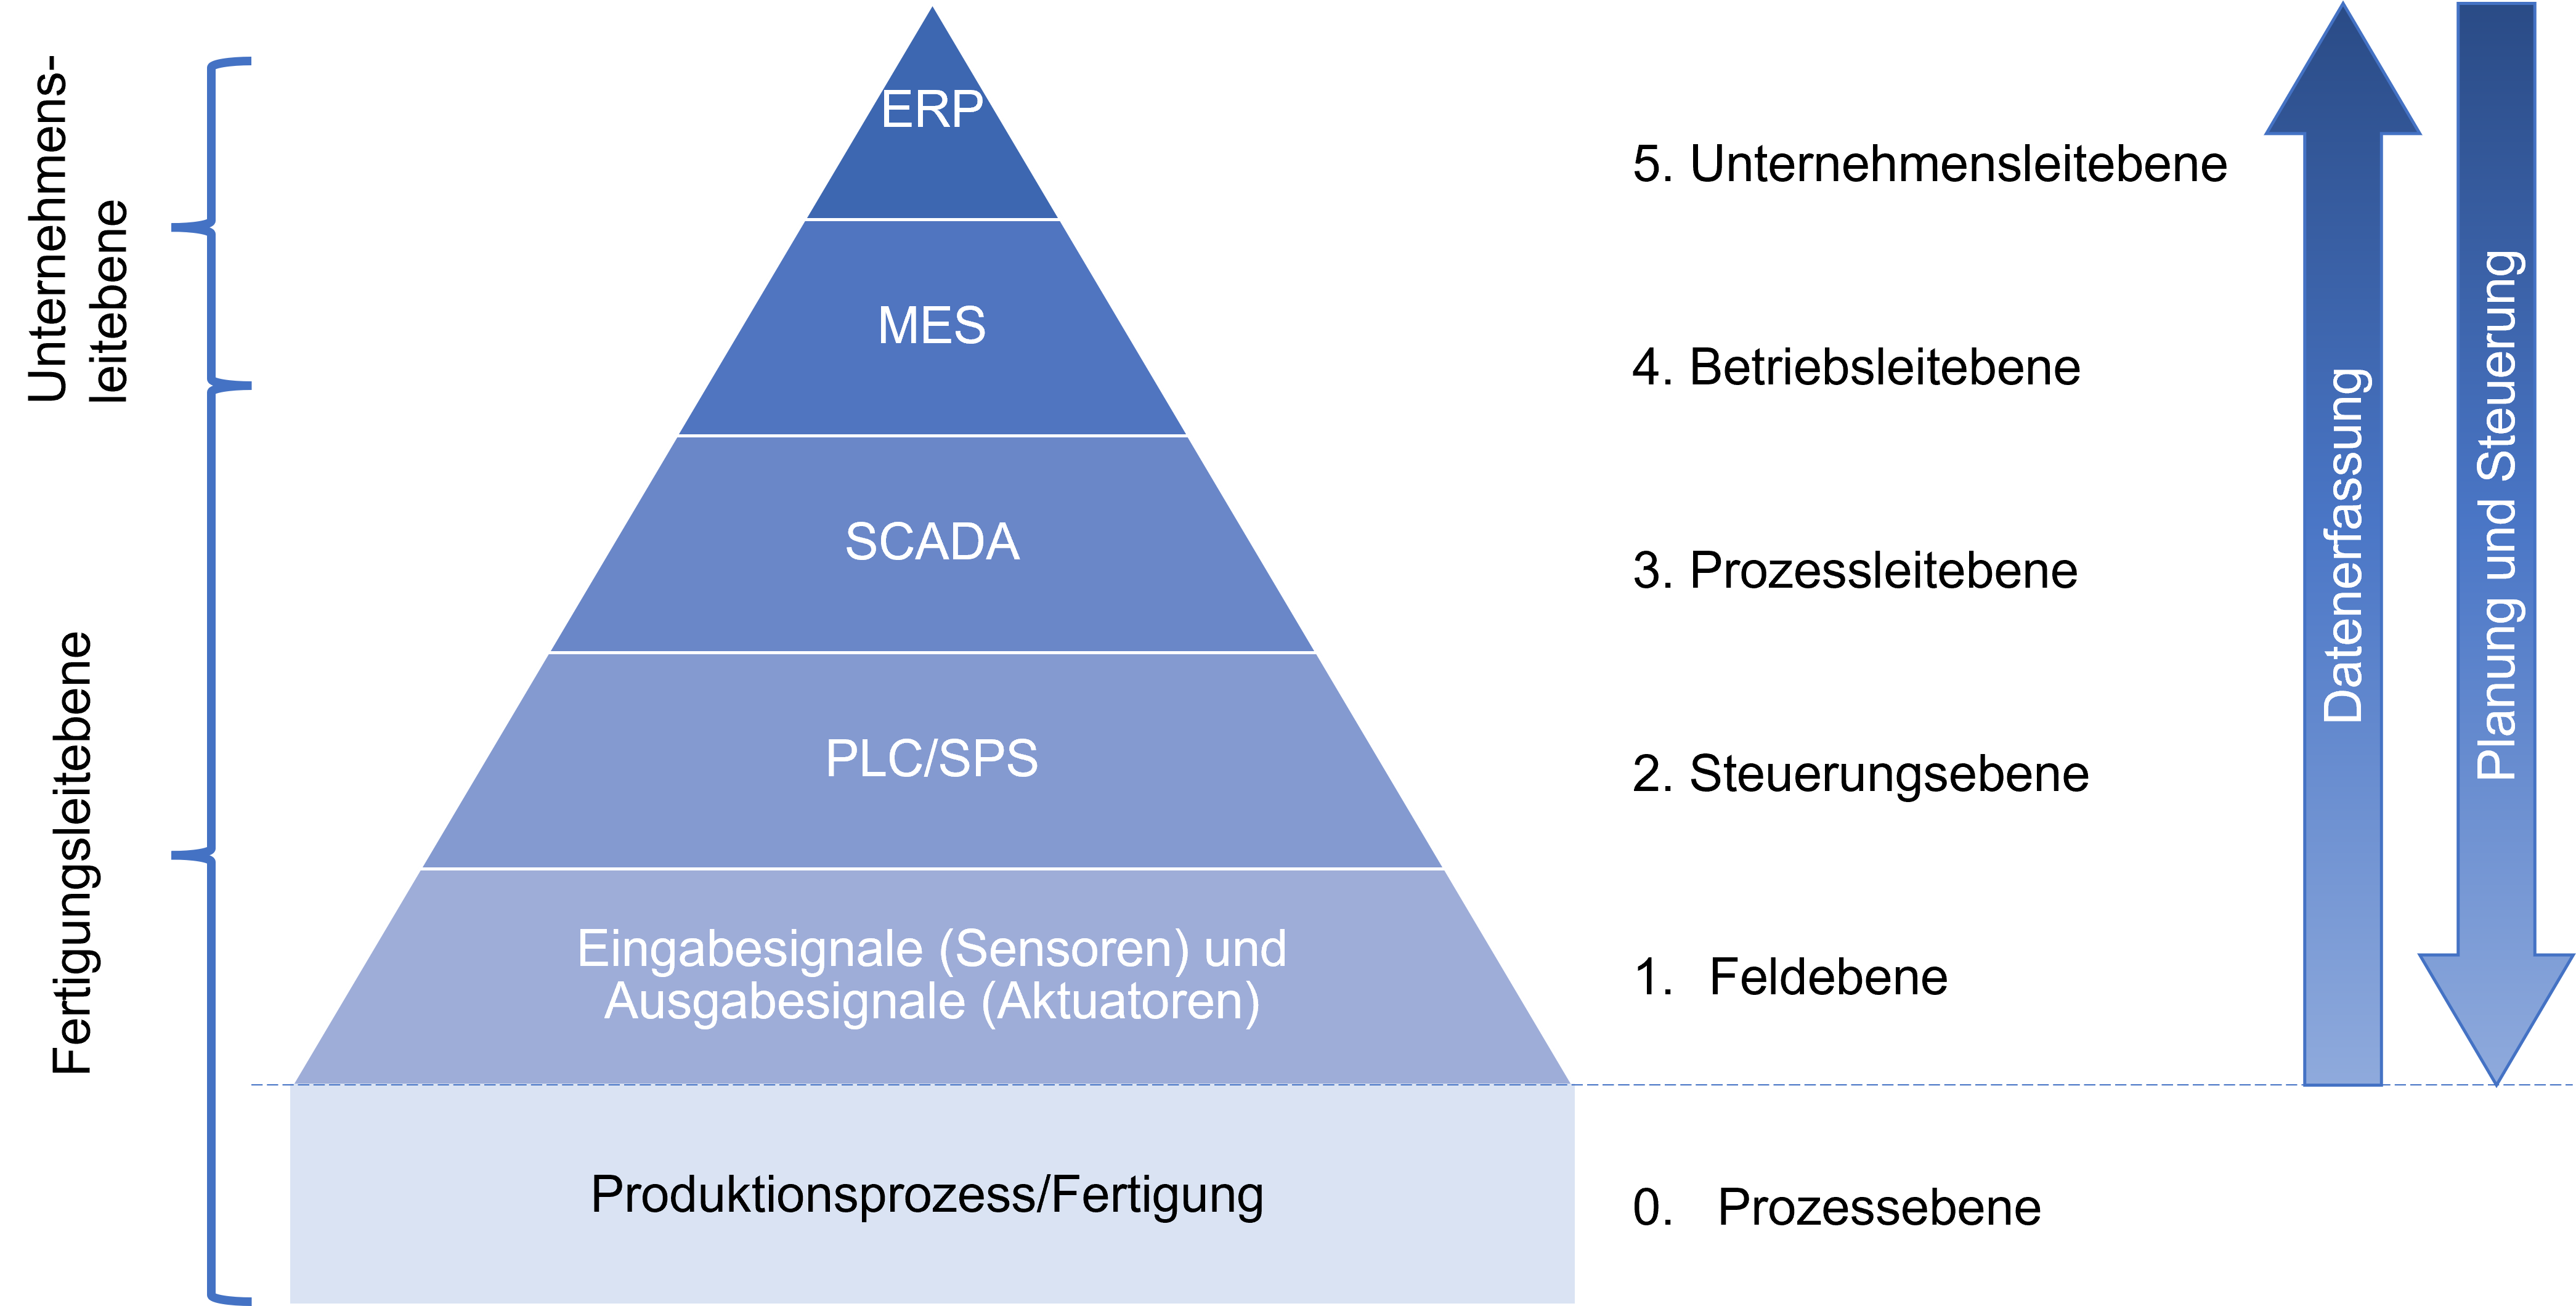 Unternehmens-
leitebene
Fertigungsleitebene
ERP
MES
SCADA
PLC/SPS
Eingabesignale (Sensoren) und
Ausgabesignale (Aktuatoren)
Produktionsprozess/Fertigung
5. Unternehmensleitebene
4. Betriebsleitebene
3. Prozessleitebene
2. Steuerungsebene
1. Feldebene
0. Prozessebene
Datenerfassung
Planung und Steuerung